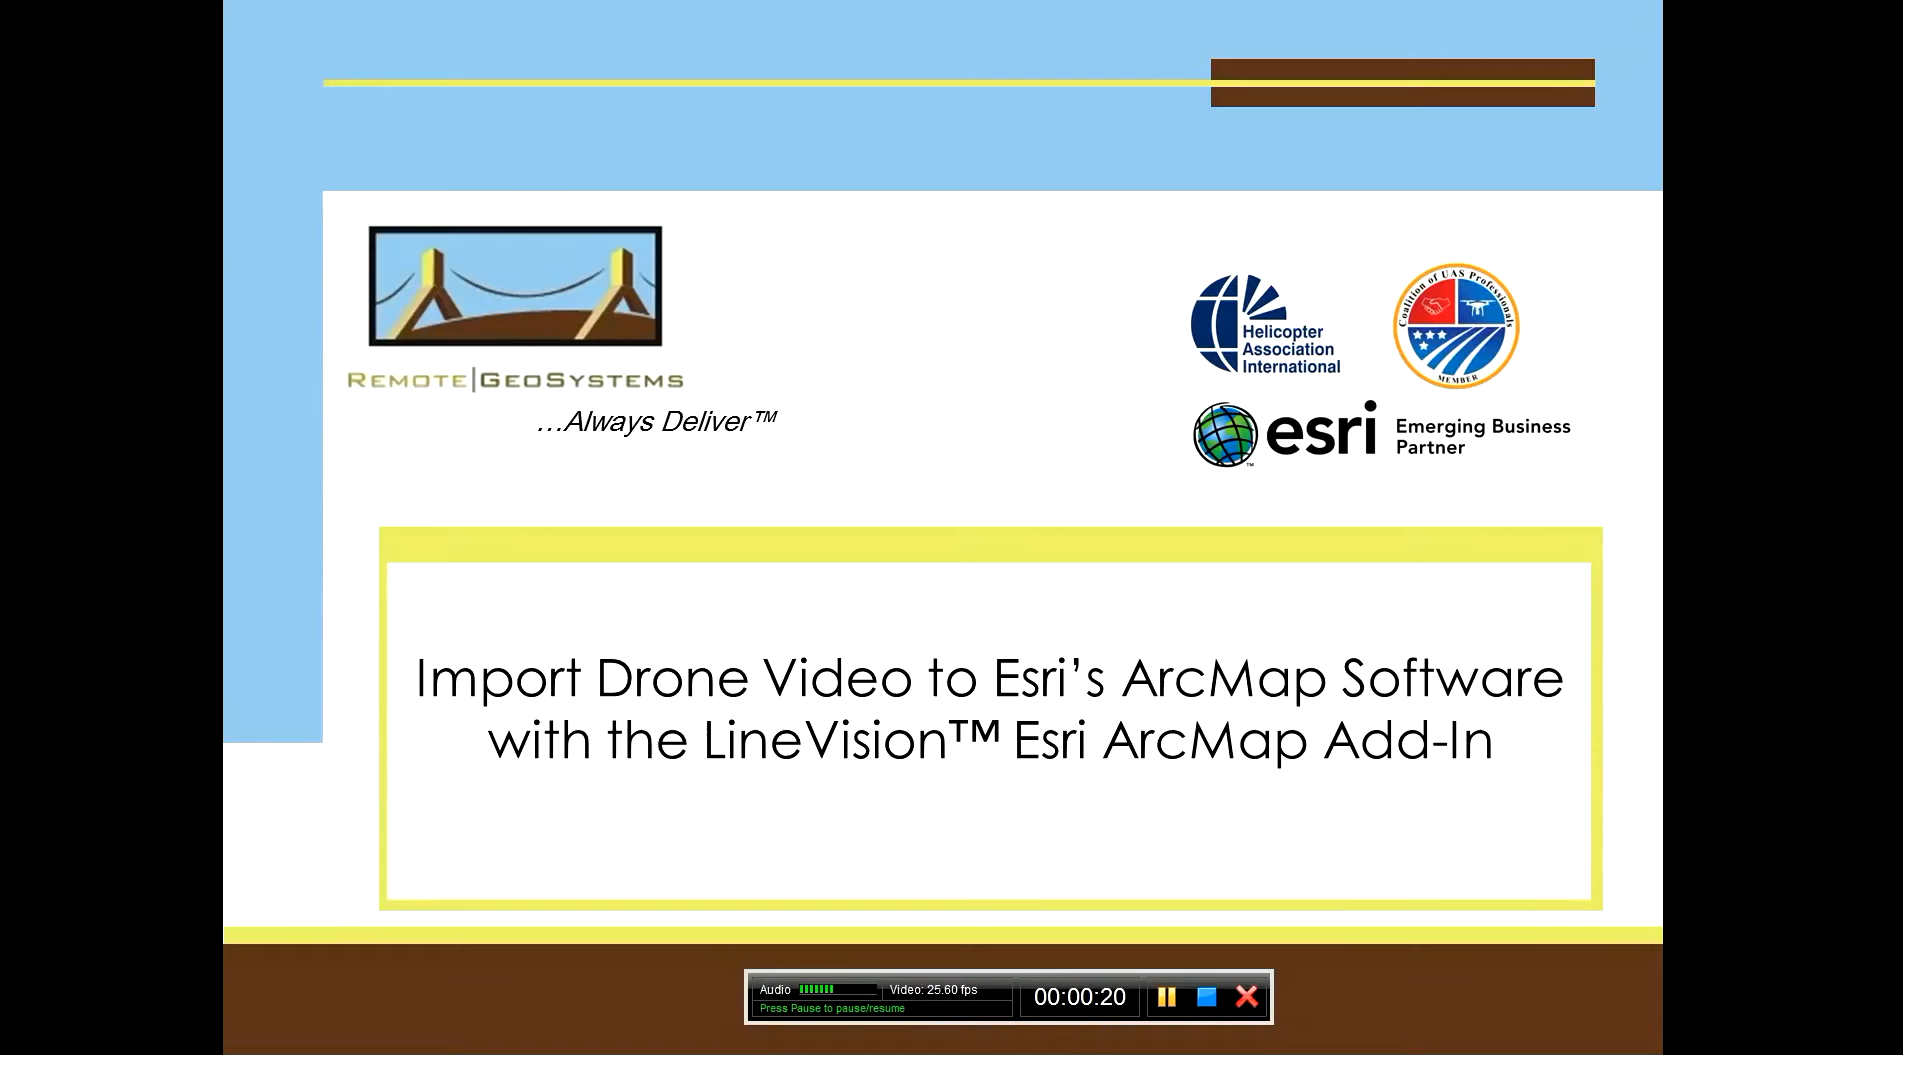 REMOTE|GEOSYSTEMS
...Always Deliver™
Helicopter
Association
International
Coalition of UAS Professionals
MEMBER
esri™
Emerging Business
Partner
Import Drone Video to Esri’s ArcMap Software
with the LineVision™ Esri ArcMap Add-In
Audio
Video: 25.60 fps
Press Pause to pause/resume
00:00:20